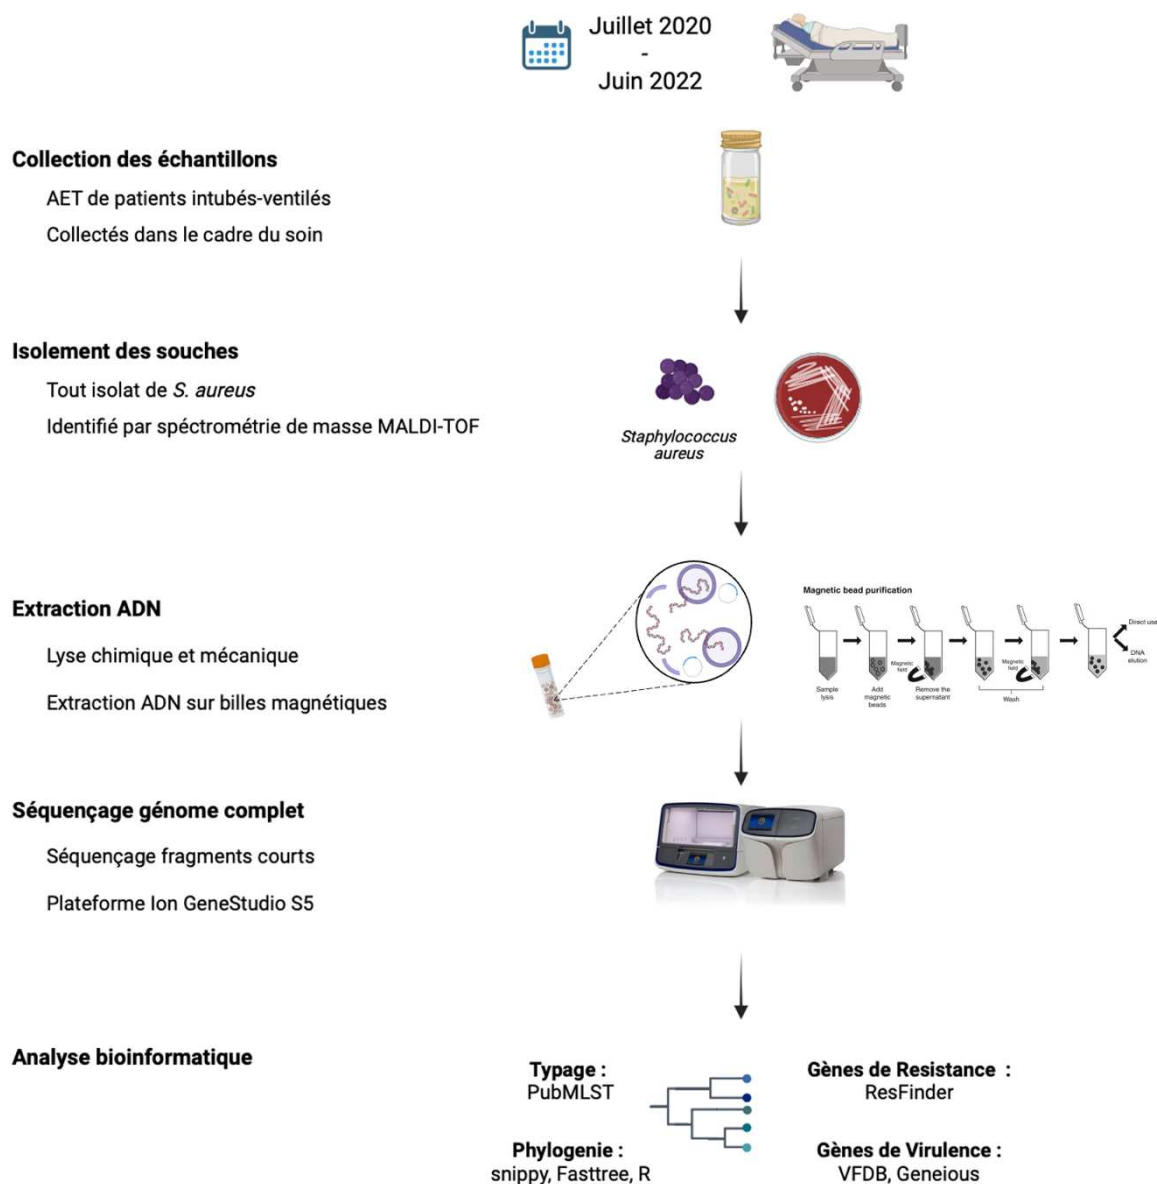 Juillet 2020
-
Juin 2022
Collection des échantillons
AET de patients intubés-ventilés
Collectés dans le cadre du soin
Isolement des souches
Tout isolat de S. aureus
Identifié par spéctrométrie de masse MALDI-TOF
Staphylococcus
aureus
Extraction ADN
Lyse chimique et mécanique
Extraction ADN sur billes magnétiques
Magnetic bead purification
Sample
lysis
Add
magnetic
beads
Magnetic
field
Remove the
supernatant
Magnetic
field
Wash
Direct use
DNA
elution
Séquençage génome complet
Séquençage fragments courts
Plateforme Ion GeneStudio S5
Analyse bioinformatique
Typage :
PubMLST
Gènes de Resistance :
ResFinder
Phylogenie :
snippy, Fasttree, R
Gènes de Virulence :
VFDB, Geneious